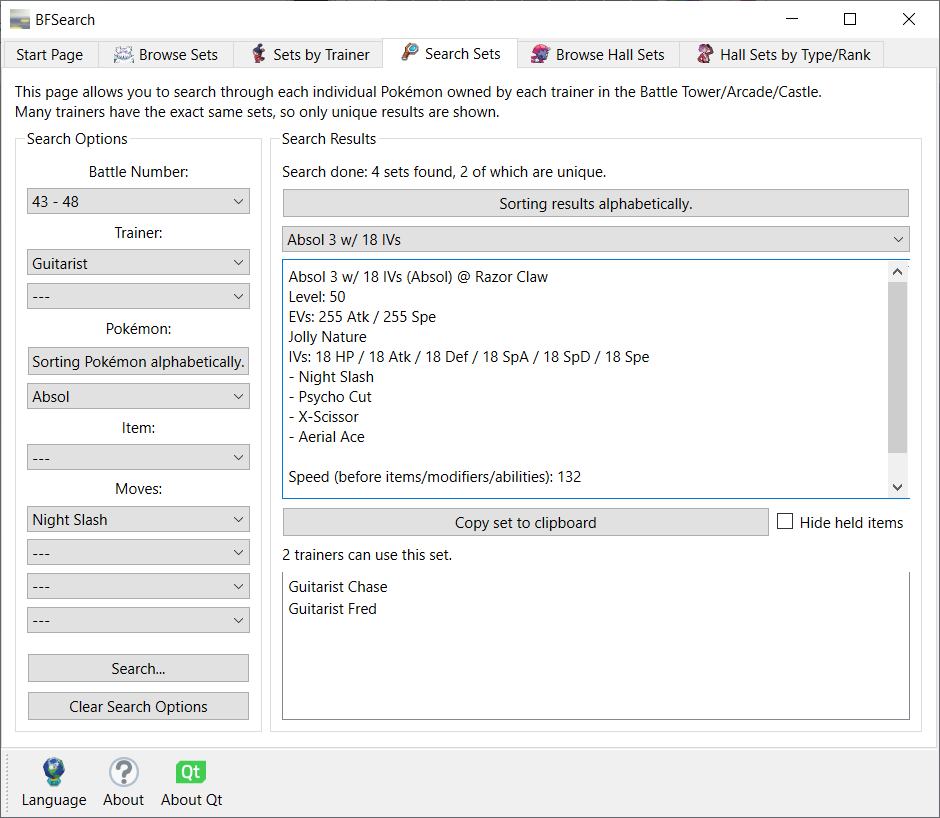 BFSearch
Start Page
Browse Sets
Sets by Trainer
Search Sets
Browse Hall Sets
Hall Sets by Type/Rank
This page allows you to search through each individual Pokémon owned by each trainer in the Battle Tower/Arcade/Castle.
Many trainers have the exact same sets, so only unique results are shown.
Search Options
Battle Number:
43 - 48
Trainer:
Guitarist
---
Pokémon:
Sorting Pokémon alphabetically.
Absol
Item:
---
Moves:
Night Slash
---
---
---
Search...
Clear Search Options
Search Results
Search done: 4 sets found, 2 of which are unique.
Sorting results alphabetically.
Absol 3 w/ 18 IVs
Absol 3 w/ 18 IVs (Absol) @ Razor Claw
Level: 50
EVs: 255 Atk / 255 Spe
Jolly Nature
IVs: 18 HP / 18 Atk / 18 Def / 18 SpA / 18 SpD / 18 Spe
- Night Slash
- Psycho Cut
- X-Scissor
- Aerial Ace
Speed (before items/modifiers/abilities): 132
Copy set to clipboard
Hide held items
2 trainers can use this set.
Guitarist Chase
Guitarist Fred
Language
?
About
Qt
About Qt